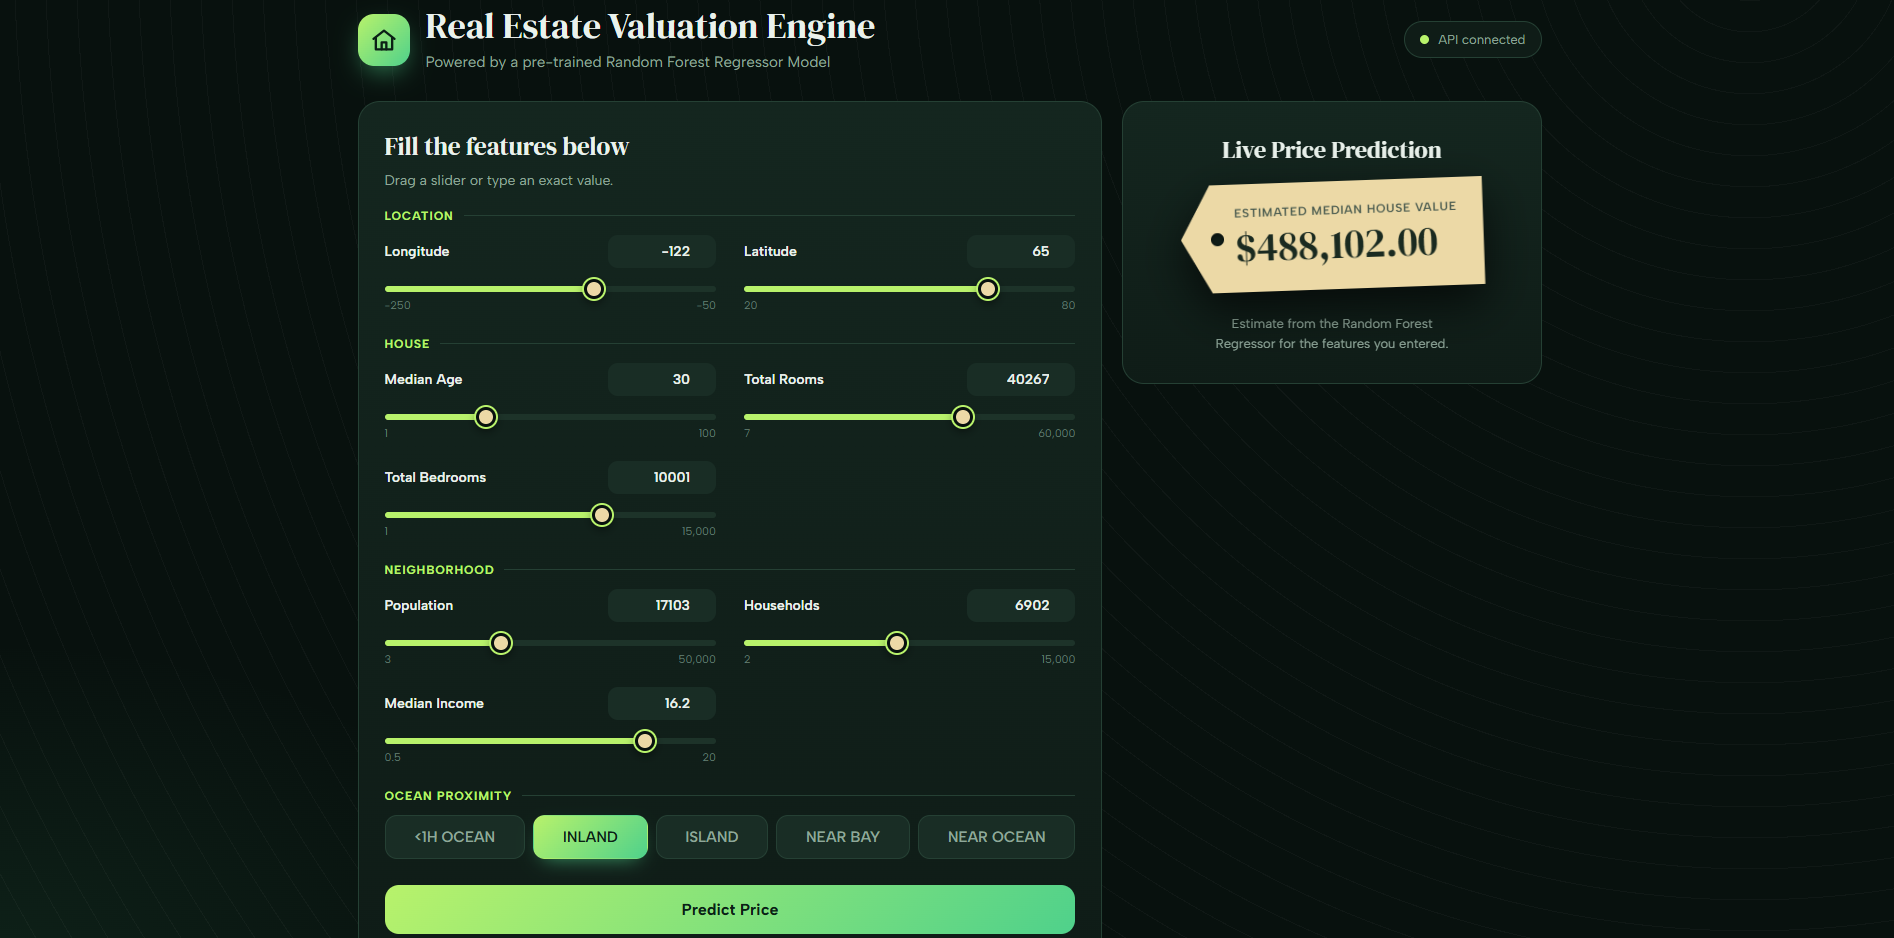 Real Estate Valuation Engine
Powered by a pre-trained Random Forest Regressor Model
API connected
Fill the features below
Drag a slider or type an exact value.
LOCATION
Longitude
-122
-250
-50
Latitude
65
20
80
HOUSE
Median Age
30
1
100
Total Rooms
40267
7
60,000
Total Bedrooms
10001
1
15,000
NEIGHBORHOOD
Population
17103
3
50,000
Households
6902
2
15,000
Median Income
16.2
0.5
20
OCEAN PROXIMITY
<1H OCEAN
INLAND
ISLAND
NEAR BAY
NEAR OCEAN
Predict Price
Live Price Prediction
ESTIMATED MEDIAN HOUSE VALUE
$488,102.00
Estimate from the Random Forest
Regressor for the features you entered.